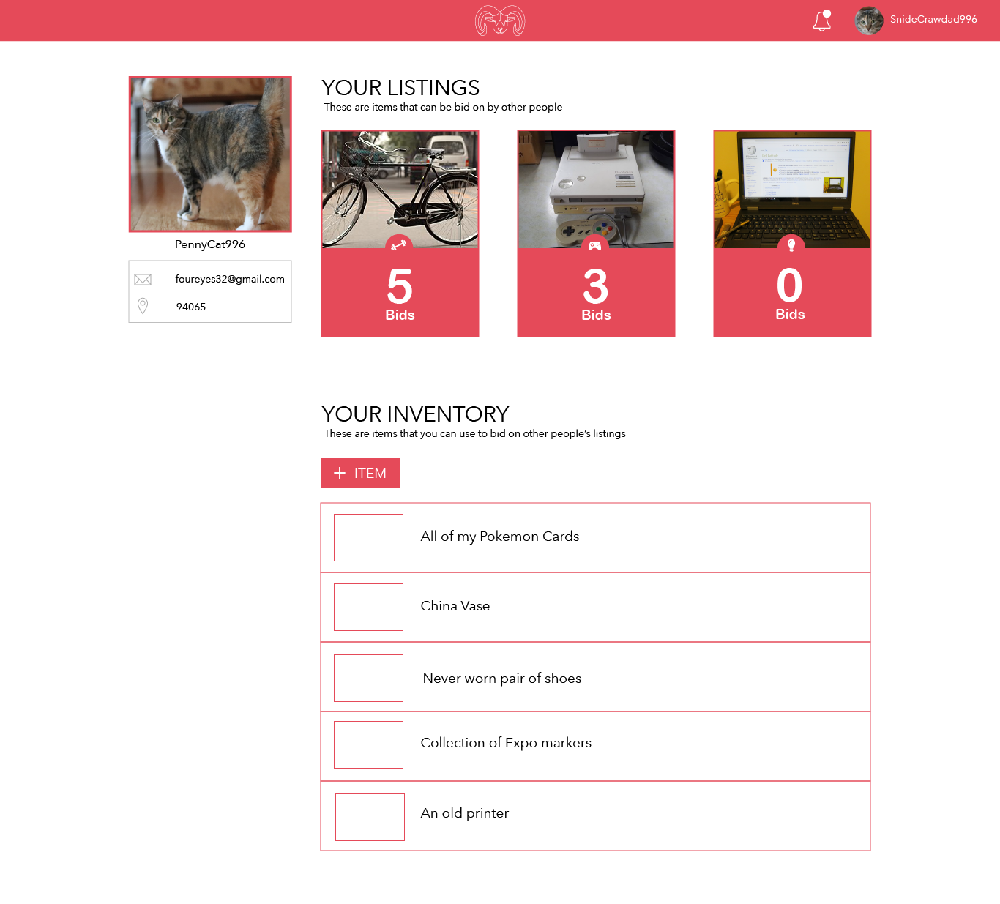 SnideCrawdad996
PennyCat996
foureyes32@gmail.com
94065
YOUR LISTINGS
These are items that can be bid on by other people
5
Bids
3
Bids
0
Bids
YOUR INVENTORY
These are items that you can use to bid on other people’s listings
+ ITEM
All of my Pokemon Cards
China Vase
Never worn pair of shoes
Collection of Expo markers
An old printer